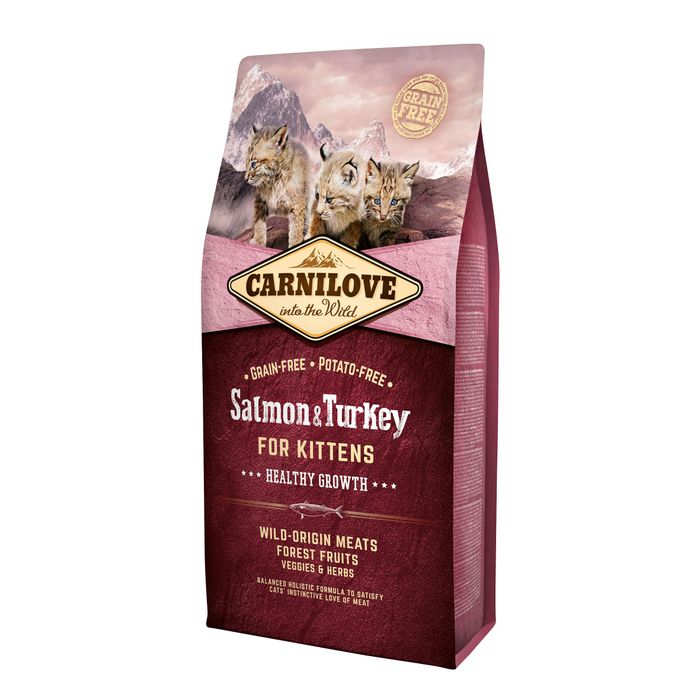 GRAIN
FREE
CARNILOVE
into the Wild
• GRAIN-FREE • POTATO-FREE •
Salmon & Turkey
FOR KITTENS
*** HEALTHY GROWTH ***
WILD-ORIGIN MEATS
FOREST FRUITS
VEGGIES & HERBS
BALANCED HOLISTIC FORMULA TO SATISFY
CATS' INSTINCTIVE LOVE OF MEAT